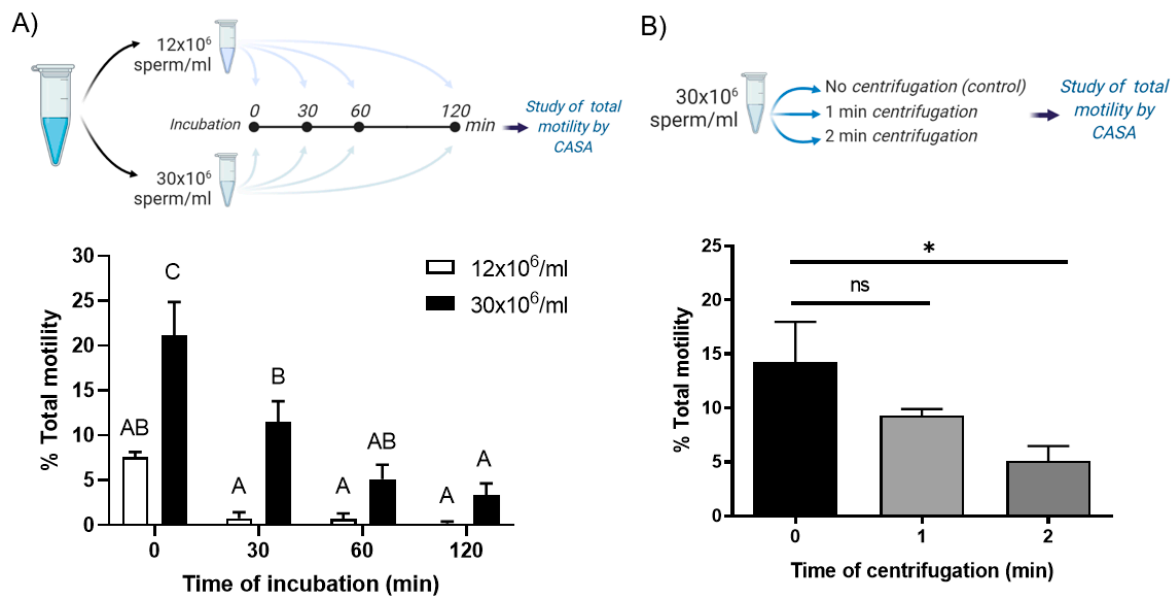 A)
12x10⁶
sperm/ml
0 30 60 120
Incubation min
Study of total
motility by
CASA
30x10⁶
sperm/ml
30
25
20
15
10
5
0
% Total motility
12x10⁶/ml
30x10⁶/ml
AB C
A B
A AB
A A
0 30 60 120
Time of incubation (min)
B)
30x10⁶
sperm/ml
No centrifugation (control)
1 min centrifugation
2 min centrifugation
Study of total
motility by
CASA
25
20
15
10
5
0
% Total motility
*
ns
0 1 2
Time of centrifugation (min)